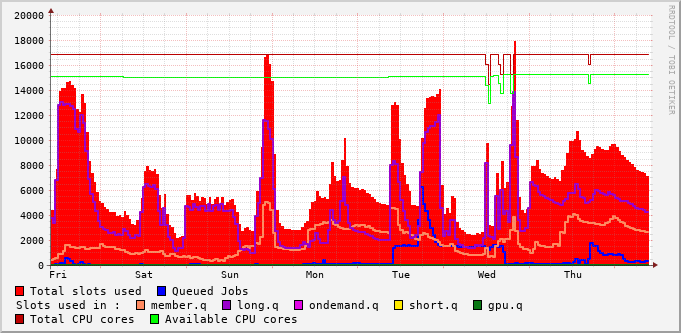 20000
18000
16000
14000
12000
10000
8000
6000
4000
2000
0
Fri Sat Sun Mon Tue Wed Thu
RRDTOOL / TOBI OETIKER
Total slots used Queued Jobs
Slots used in : member.q long.q ondemand.q short.q gpu.q
Total CPU cores Available CPU cores